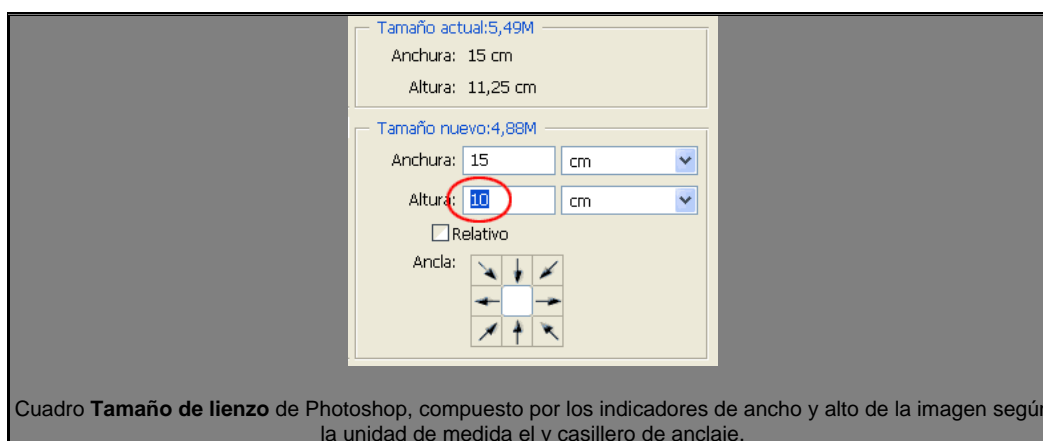 Tamaño actual:5,49M
Anchura: 15 cm
Altura: 11,25 cm
Tamaño nuevo:4,88M
Anchura: 15 cm
Altura: 10 cm
Relativo
Ancla:
Cuadro Tamaño de lienzo de Photoshop, compuesto por los indicadores de ancho y alto de la imagen según
la unidad de medida el y casillero de anclaje.